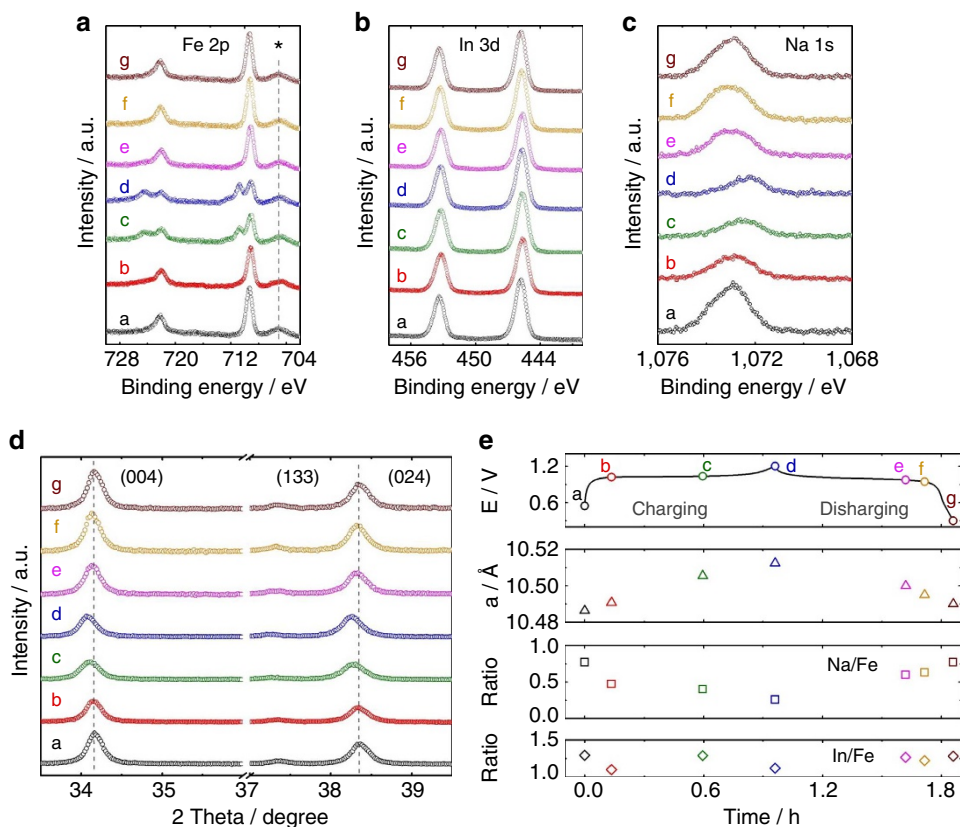 a
Fe 2p
*
g
f
e
d
c
b
a
728 720 712 704
Binding energy / eV
Intensity / a.u.
b
In 3d
g
f
e
d
c
b
a
456 450 444
Binding energy / eV
Intensity / a.u.
c
Na 1s
g
f
e
d
c
b
a
1,076 1,072 1,068
Binding energy / eV
Intensity / a.u.
d
(004) (133) (024)
g
f
e
d
c
b
a
34 35 36 37 38 39
2 Theta / degree
Intensity / a.u.
e
E / V
1.2
0.6
a b c d e f g
Charging Disharging
a / Å
10.52
10.50
10.48
Ratio
1.0
0.5
0.0
Na/Fe
Ratio
1.5
1.0
In/Fe
0.0 0.6 1.2 1.8
Time / h